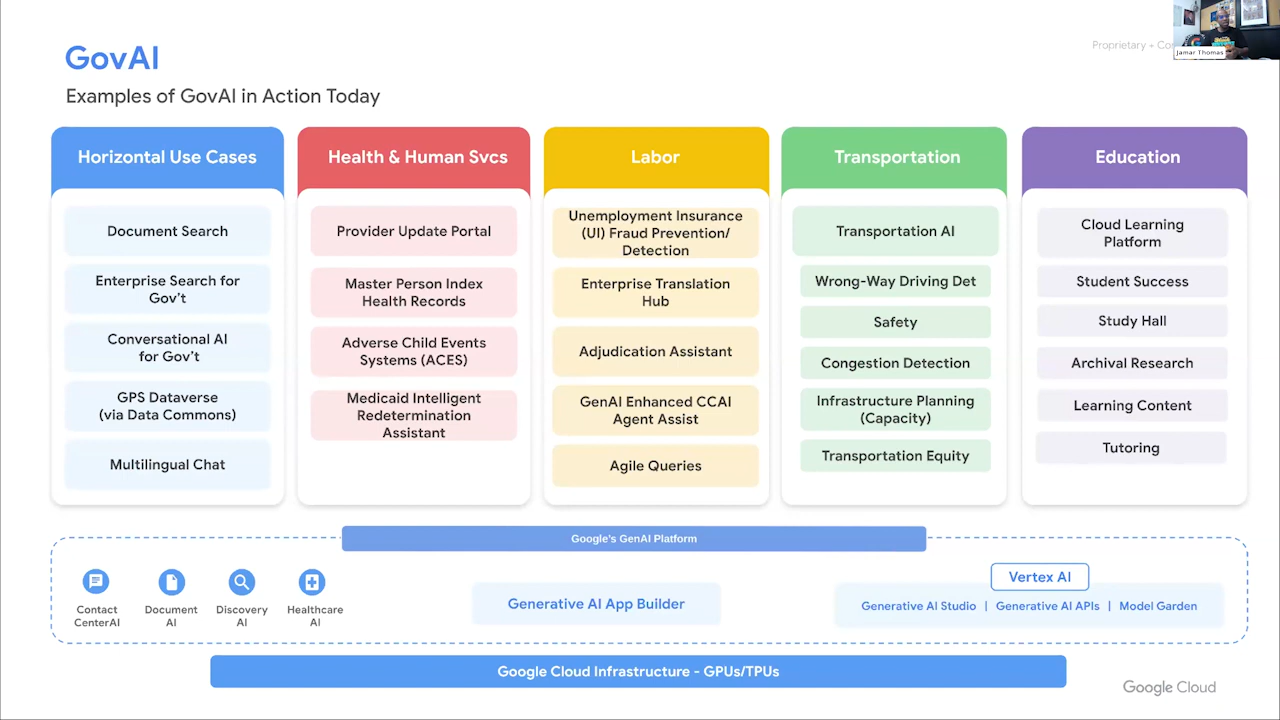 GovAI
Proprietary +
Jamar Thomas
Examples of GovAI in Action Today
Horizontal Use Cases
Document Search
Enterprise Search for
Gov't
Conversational AI
for Gov't
GPS Dataverse
(via Data Commons)
Multilingual Chat
Health & Human Svcs
Provider Update Portal
Master Person Index
Health Records
Adverse Child Events
Systems (ACES)
Medicaid Intelligent
Redetermination
Assistant
Labor
Unemployment Insurance
(UI) Fraud Prevention/
Detection
Enterprise Translation
Hub
Adjudication Assistant
GenAI Enhanced CCAI
Agent Assist
Agile Queries
Transportation
Transportation AI
Wrong-Way Driving Det
Safety
Congestion Detection
Infrastructure Planning
(Capacity)
Transportation Equity
Education
Cloud Learning
Platform
Student Success
Study Hall
Archival Research
Learning Content
Tutoring
Google's GenAI Platform
Contact
CenterAI
Document
AI
Discovery
AI
Healthcare
AI
Generative AI App Builder
Vertex AI
Generative AI Studio | Generative AI APIs | Model Garden
Google Cloud Infrastructure - GPUs/TPUs
Google Cloud